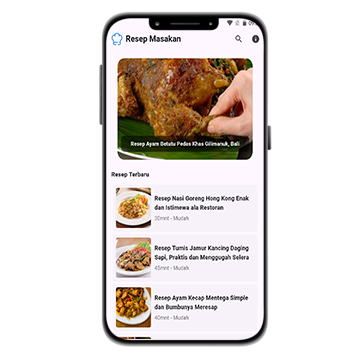 Resep Masakan
Resep Ayam Betutu Pedas Khas Gilimanuk, Bali
Resep Terbaru
Resep Nasi Goreng Hong Kong Enak
dan Istimewa ala Restoran
30mnt - Mudah
Resep Tumis Jamur Kancing Daging
Sapi, Praktis dan Menggugah Selera
45mnt - Mudah
Resep Ayam Kecap Mentega Simple
dan Bumbunya Meresap
40mnt - Mudah